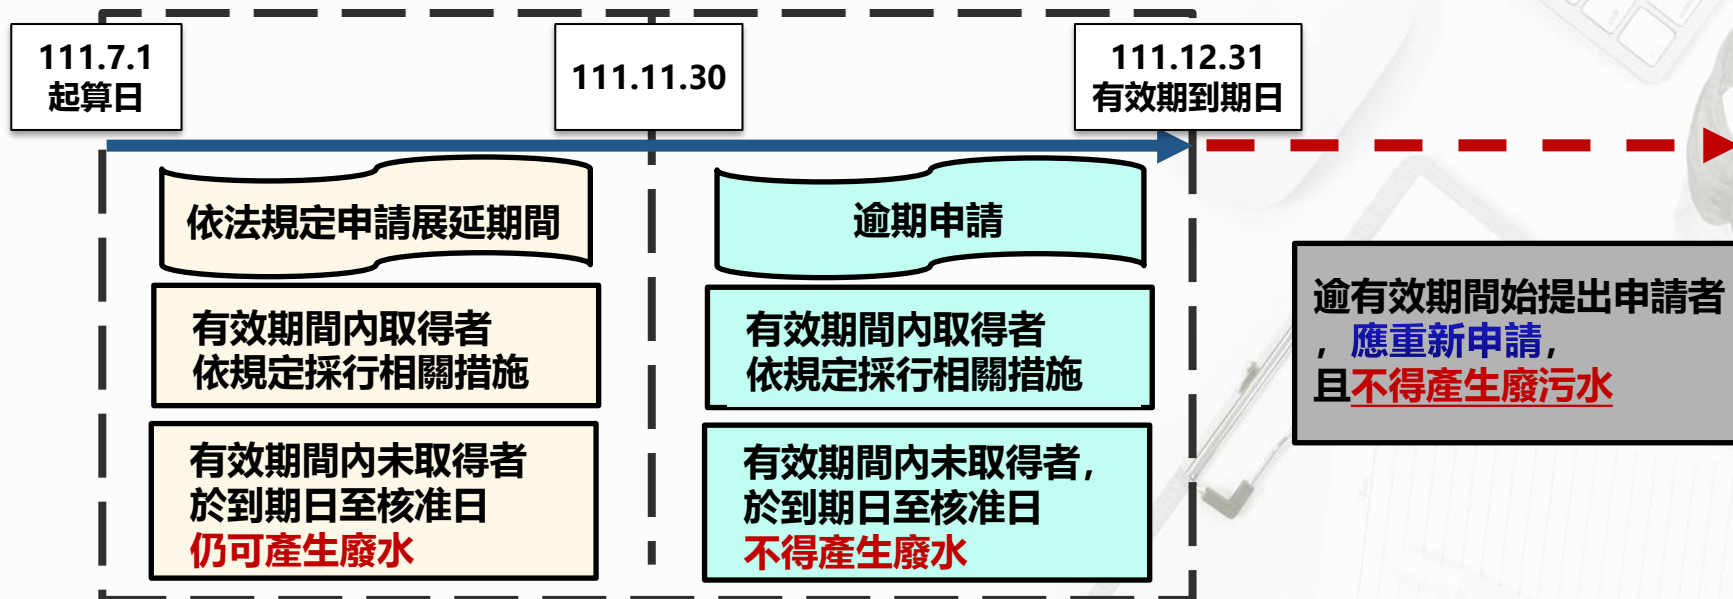 111.7.1
起算日
111.11.30
111.12.31
有效期到期日
依法規定申請展延期間
有效期間內取得者
依規定採行相關措施
有效期間內未取得者
於到期日至核准日
仍可產生廢水
逾期申請
有效期間內取得者
依規定採行相關措施
有效期間內未取得者，
於到期日至核准日
不得產生廢水
逾有效期間始提出申請者
，應重新申請，
且不得產生廢污水